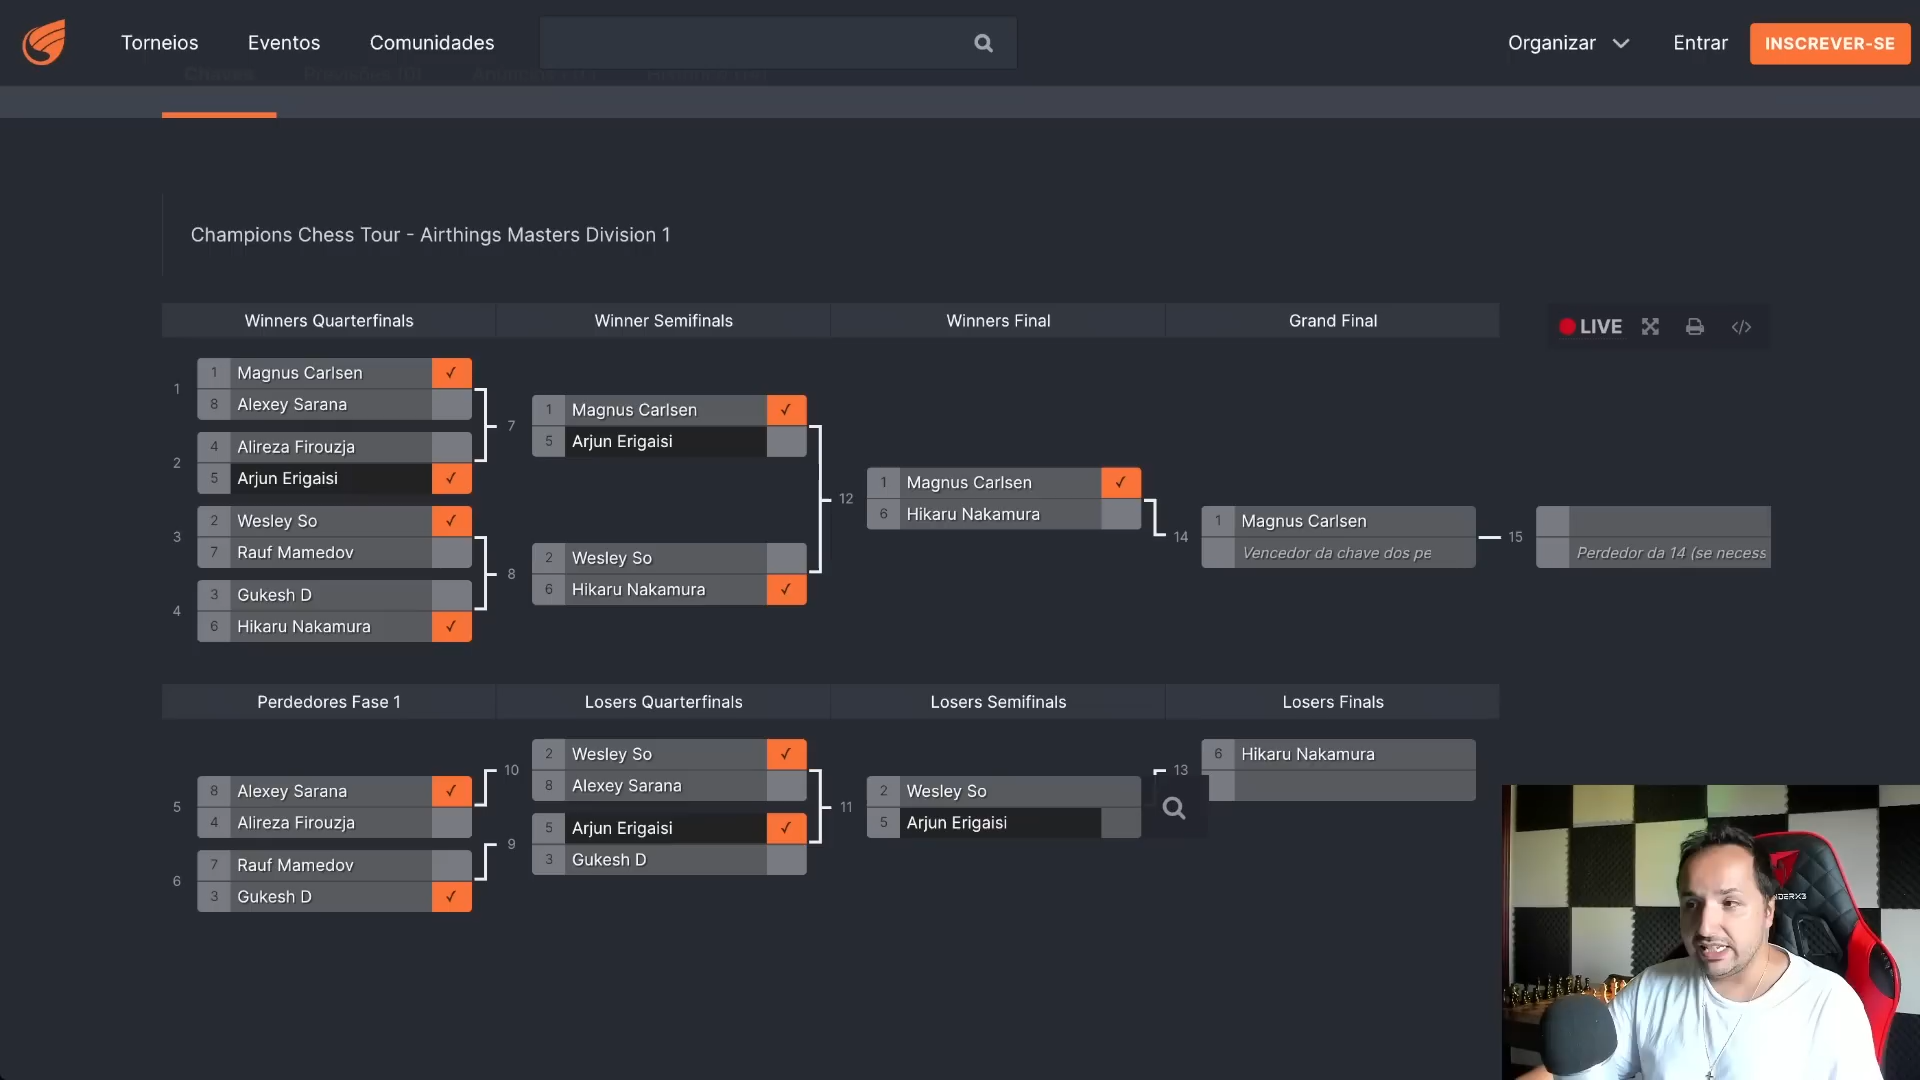 Torneios
Eventos
Comunidades
Organizar
Entrar
INSCREVER-SE
Chaves
Champions Chess Tour - Airthings Masters Division 1
Winners Quarterfinals
Winner Semifinals
Winners Final
Grand Final
LIVE
1
1 Magnus Carlsen ✓
8 Alexey Sarana
2
4 Alireza Firouzja
5 Arjun Erigaisi ✓
3
2 Wesley So ✓
7 Rauf Mamedov
4
3 Gukesh D
6 Hikaru Nakamura ✓
7
1 Magnus Carlsen ✓
5 Arjun Erigaisi
8
2 Wesley So
6 Hikaru Nakamura ✓
12
1 Magnus Carlsen ✓
6 Hikaru Nakamura
14
1 Magnus Carlsen
Vencedor da chave dos pe
15
Perdedor da 14 (se necess
Perdedores Fase 1
Losers Quarterfinals
Losers Semifinals
Losers Finals
5
8 Alexey Sarana ✓
4 Alireza Firouzja
6
7 Rauf Mamedov
3 Gukesh D ✓
10
2 Wesley So ✓
8 Alexey Sarana
9
5 Arjun Erigaisi ✓
3 Gukesh D
11
2 Wesley So
5 Arjun Erigaisi
13
6 Hikaru Nakamura